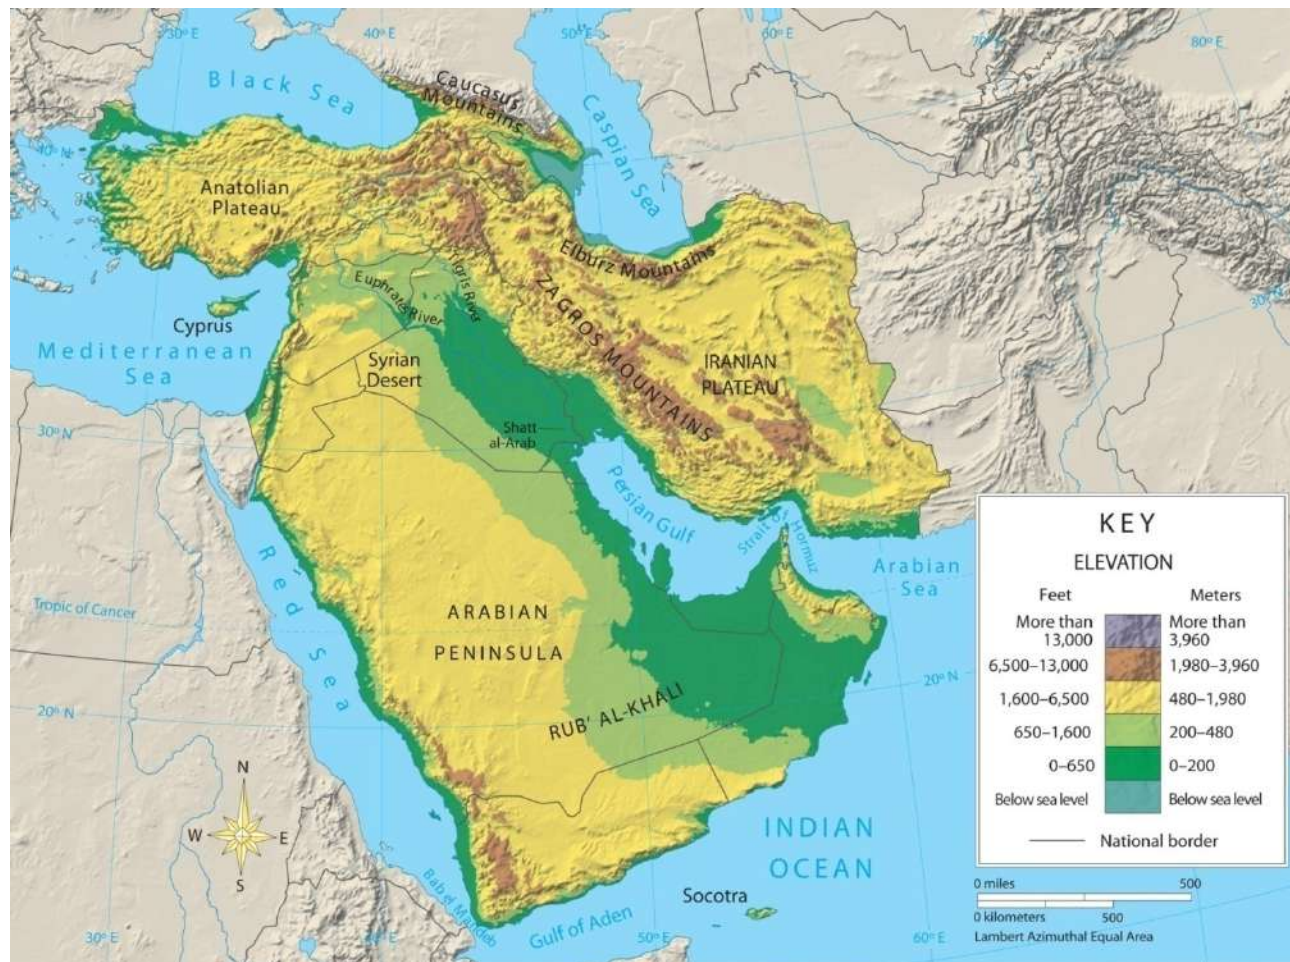 30° E
40° E
50° E
60° E
70° E
80° E
Black Sea
Caucasus
Mountains
Caspian Sea
40° N
Anatolian
Plateau
Elburz Mountains
Tigris River
Euphrates River
ZAGROS MOUNTAINS
30° N
Cyprus
Mediterranean
Sea
Syrian
Desert
IRANIAN
PLATEAU
30° N
Shatt
al-Arab
Persian Gulf
Strait of
Hormuz
Arabian
Sea
Red Sea
Tropic of Cancer
ARABIAN
PENINSULA
20° N
RUB' AL-KHALI
20° N
N
W
E
S
INDIAN
OCEAN
Bab el Mandeb
Gulf of Aden
Socotra
30° E
40° E
50° E
60° E
KEY
ELEVATION
Feet
Meters
More than
13,000
More than
3,960
6,500–13,000
1,980–3,960
1,600–6,500
480–1,980
650–1,600
200–480
0–650
0–200
Below sea level
Below sea level
National border
0 miles
500
0 kilometers
500
Lambert Azimuthal Equal Area